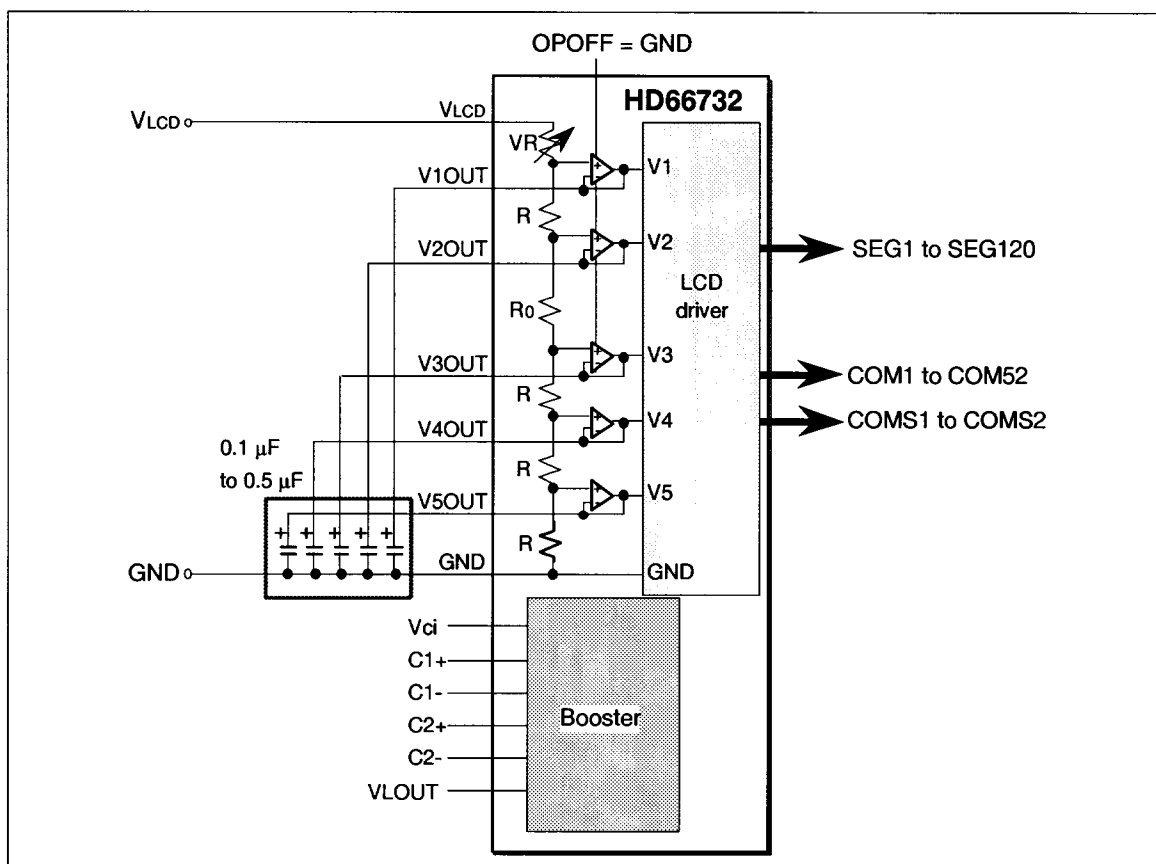 OPOFF = GND
HD66732
VLCD
VLCD
VR
+
-
V1
V1OUT
R
+
-
V2
V2OUT
SEG1 to SEG120
LCD
driver
R0
+
-
V3
V3OUT
COM1 to COM52
R
+
-
V4
V4OUT
COMS1 to COMS2
0.1 µF
to 0.5 µF
R
+
-
V5
V5OUT
+ + + + +
R
GND
GND
GND
Vci
C1+
C1-
C2+
C2-
VLOUT
Booster